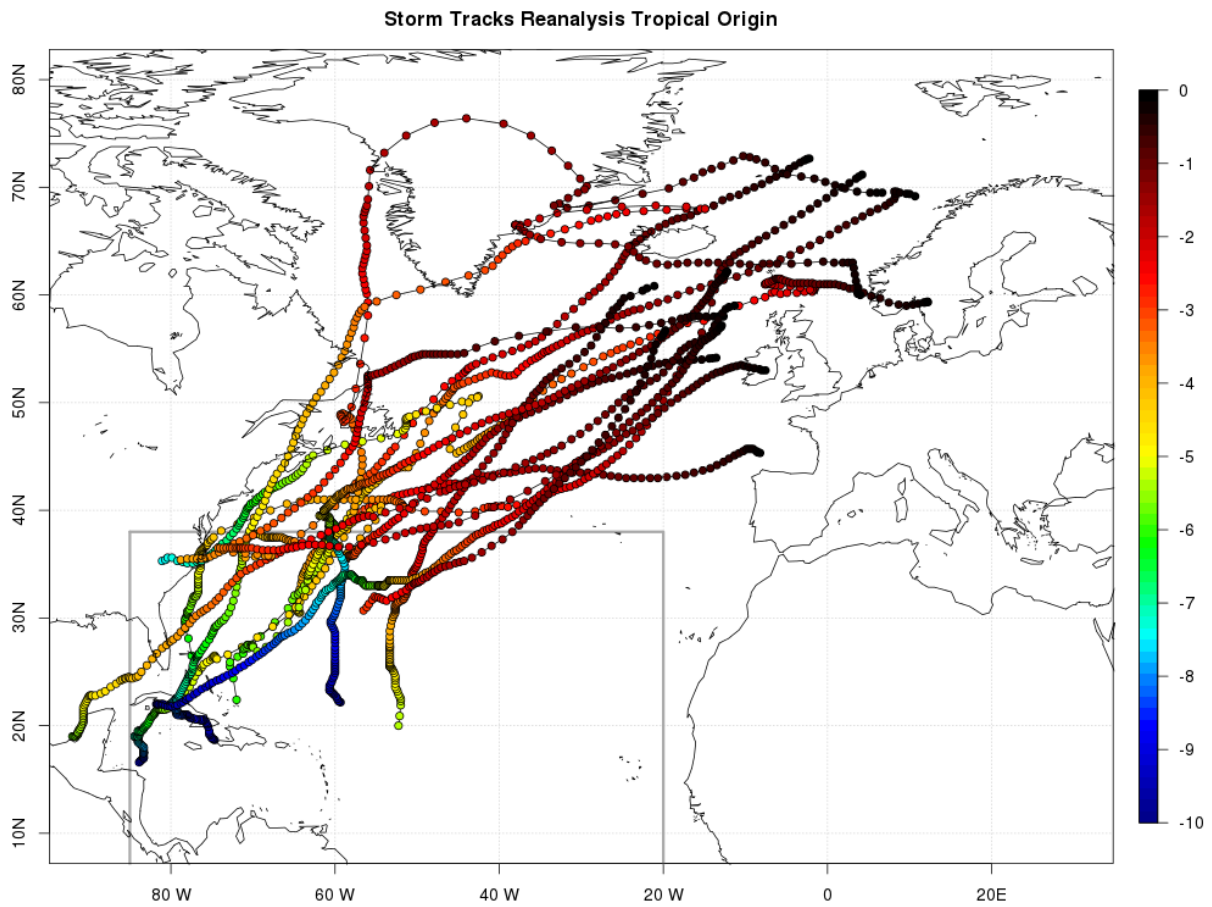 Storm Tracks Reanalysis Tropical Origin
80N
70N
60N
50N
40N
30N
20N
10N
80 W
60 W
40 W
20 W
0
20E
0
-1
-2
-3
-4
-5
-6
-7
-8
-9
-10